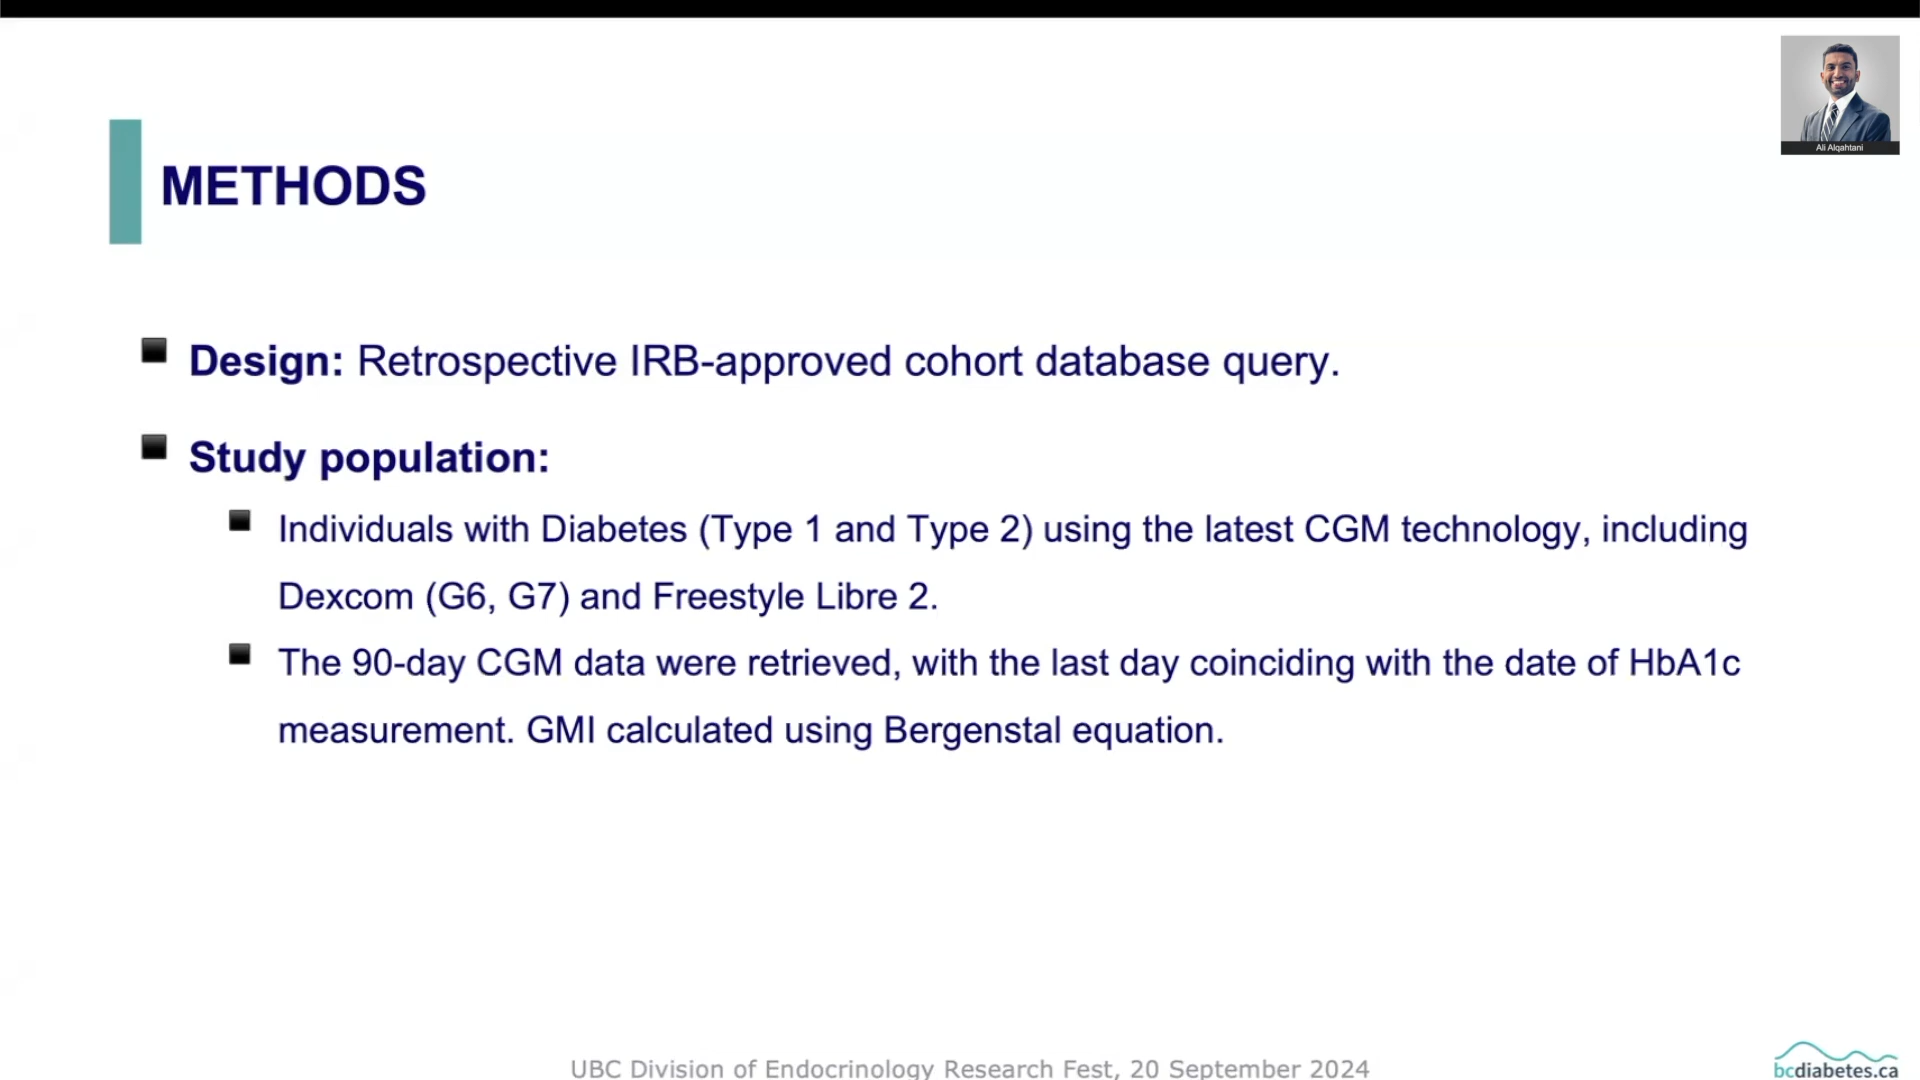 Ali Alqahtani
METHODS
Design: Retrospective IRB-approved cohort database query.
Study population:
Individuals with Diabetes (Type 1 and Type 2) using the latest CGM technology, including
Dexcom (G6, G7) and Freestyle Libre 2.
The 90-day CGM data were retrieved, with the last day coinciding with the date of HbA1c
measurement. GMI calculated using Bergenstal equation.
UBC Division of Endocrinology Research Fest, 20 September 2024
bcdiabetes.ca